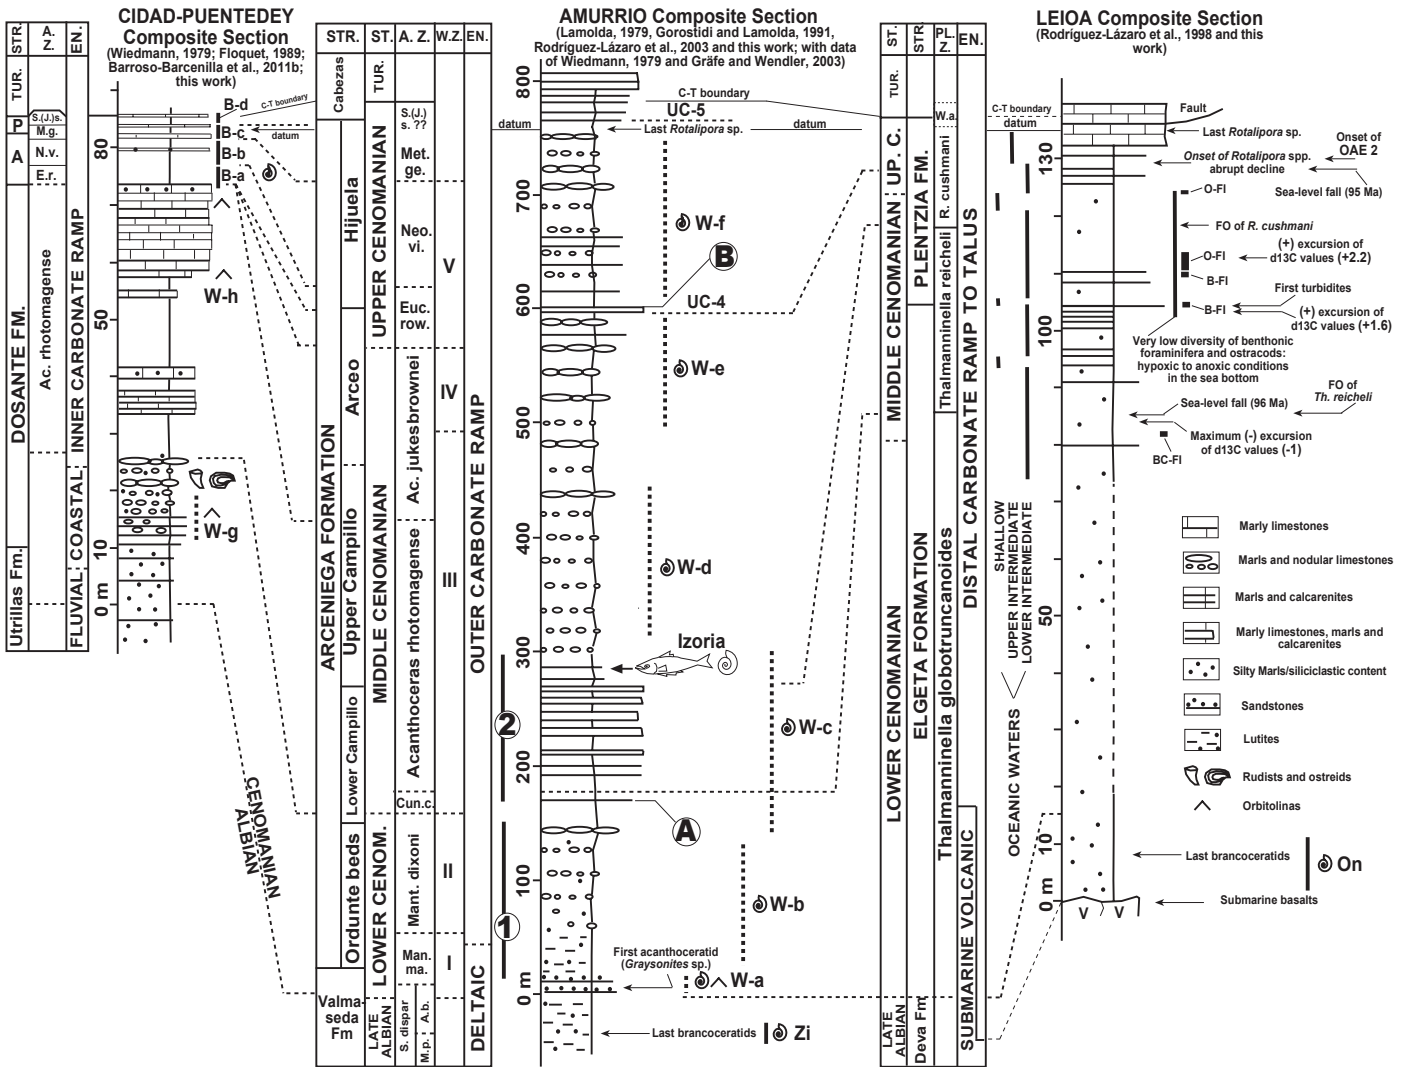 CIDAD-PUENTEDEY
Composite Section
(Wiedmann, 1979; Floquet, 1989;
Barroso-Barcenilla et al., 2011b;
this work)
STR.
A.
Z.
EN.
TUR.
P
A
S.(J.)s.
M.g.
N.v.
E.r.
DOSANTE FM.
Utrillas Fm.
Ac. rhotomagense
INNER CARBONATE RAMP
COASTAL
FLUVIAL
80
50
10
0 m
B-d
B-c
B-b
B-a
W-h
W-g
C-T boundary
datum
CENOMANIAN
ALBIAN
AMURRIO Composite Section
(Lamolda, 1979, Gorostidi and Lamolda, 1991,
Rodríguez-Lázaro et al., 2003 and this work; with data
of Wiedmann, 1979 and Gräfe and Wendler, 2003)
STR.
ST.
A. Z.
W.Z.
EN.
Cabezas
Hijuela
Arceo
Upper Campillo
Lower Campillo
Ordunte beds
ARCENIEGA FORMATION
Valma-
seda
Fm
TUR.
UPPER CENOMANIAN
MIDDLE CENOMANIAN
LOWER CENOM.
LATE
ALBIAN
S.(J.)
s. ??
Met.
ge.
Neo.
vi.
Euc.
row.
Ac. jukesbrownei
Acanthoceras rhotomagense
Cun.c.
Mant. dixoni
Man.
ma.
S. dispar
A.b.
M.p.
V
IV
III
II
I
OUTER CARBONATE RAMP
DELTAIC
datum
800
700
600
500
400
300
200
100
0 m
C-T boundary
UC-5
Last Rotalipora sp.
datum
W-f
B
UC-4
W-e
W-d
Izoria
W-c
2
A
1
W-b
First acanthoceratid
(Graysonites sp.)
W-a
Last brancoceratids
Zi
LEIOA Composite Section
(Rodríguez-Lázaro et al., 1998 and this
work)
ST.
STR.
PL.
Z.
EN.
TUR.
UP. C.
MIDDLE CENOMANIAN
LOWER CENOMANIAN
LATE
ALBIAN
PLENTZIA FM.
ELGETA FORMATION
Deva Fm
W.a.
R. cushmani
Thalmanninella reicheli
Thalmanninella globotruncanoides
DISTAL CARBONATE RAMP TO TALUS
SUBMARINE VOLCANIC
C-T boundary
datum
130
100
50
10
0 m
Fault
Last Rotalipora sp.
Onset of Rotalipora spp.
abrupt decline
Onset of
OAE 2
Sea-level fall (95 Ma)
O-FI
FO of R. cushmani
O-FI
(+) excursion of
d13C values (+2.2)
B-FI
First turbidites
B-FI
(+) excursion of
d13C values (+1.6)
Very low diversity of benthonic
foraminifera and ostracods:
hypoxic to anoxic conditions
in the sea bottom
FO of
Th. reicheli
Sea-level fall (96 Ma)
Maximum (-) excursion
of d13C values (-1)
BC-FI
SHALLOW
UPPER INTERMEDIATE
LOWER INTERMEDIATE
OCEANIC WATERS
Marly limestones
Marls and nodular limestones
Marls and calcarenites
Marly limestones, marls and
calcarenites
Silty Marls/siliciclastic content
Sandstones
Lutites
Rudists and ostreids
Orbitolinas
Last brancoceratids
On
Submarine basalts
V V